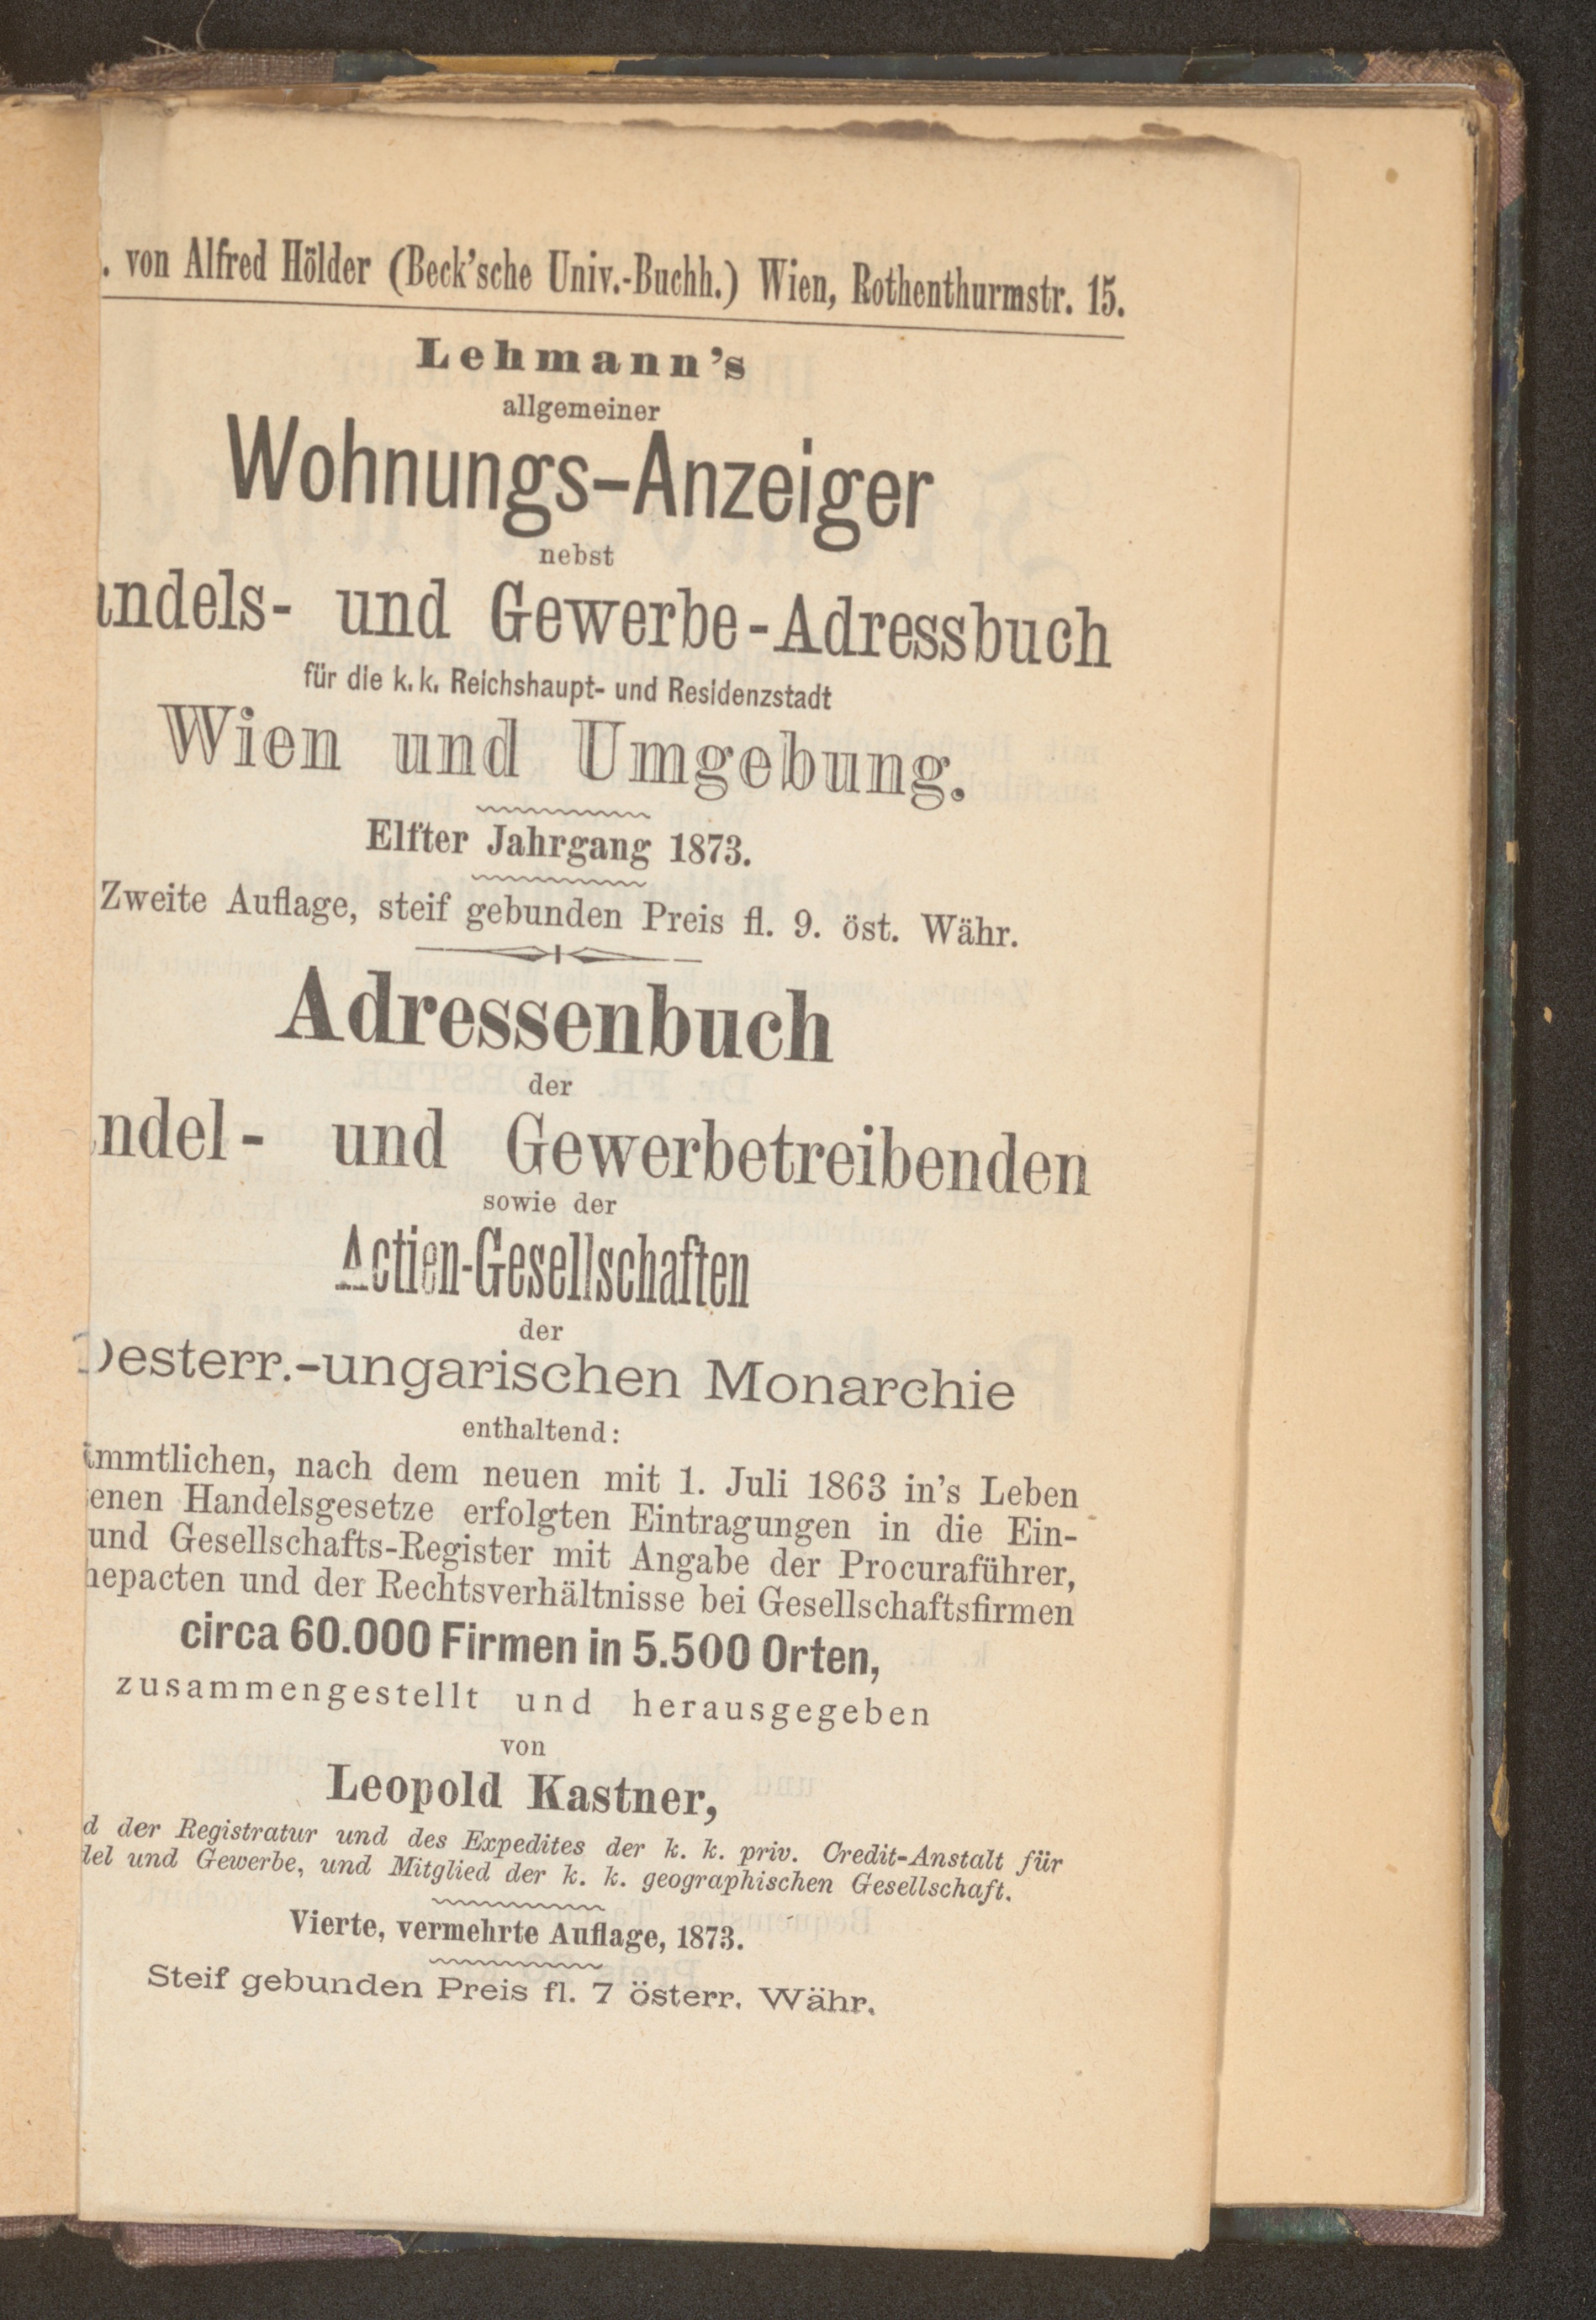 . von Alfred Hölder (Beck'sche Univ.-Buchh.) Wien, Rothenthurmstr. 15.
Lehmann's
allgemeiner
Wohnungs-Anzeiger
nebst
andels- und Gewerbe-Adressbuch
für die k. k. Reichshaupt- und Residenzstadt
Wien und Umgebung.
Elfter Jahrgang 1873.
Zweite Auflage, steif gebunden Preis fl. 9. öst. Währ.
Adressenbuch
der
ndel- und Gewerbetreibenden
sowie der
Actien-Gesellschaften
der
Oesterr.-ungarischen Monarchie
enthaltend:
ämmtlichen, nach dem neuen mit 1. Juli 1863 in's Leben
enen Handelsgesetze erfolgten Eintragungen in die Ein-
und Gesellschafts-Register mit Angabe der Procuraführer,
hepacten und der Rechtsverhältnisse bei Gesellschaftsfirmen
circa 60.000 Firmen in 5.500 Orten,
zusammengestellt und herausgegeben
von
Leopold Kastner,
d der Registratur und des Expedites der k. k. priv. Credit-Anstalt für
del und Gewerbe, und Mitglied der k. k. geographischen Gesellschaft.
Vierte, vermehrte Auflage, 1873.
Steif gebunden Preis fl. 7 österr. Währ.